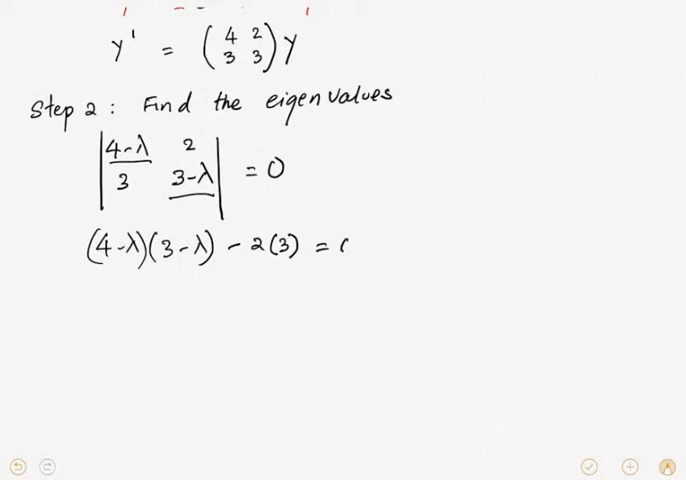 y' = (4 2
3 3) y
Step 2: Find the eigenvalues
|4-λ 2
3 3-λ| = 0
(4-λ)(3-λ) - 2(3) =